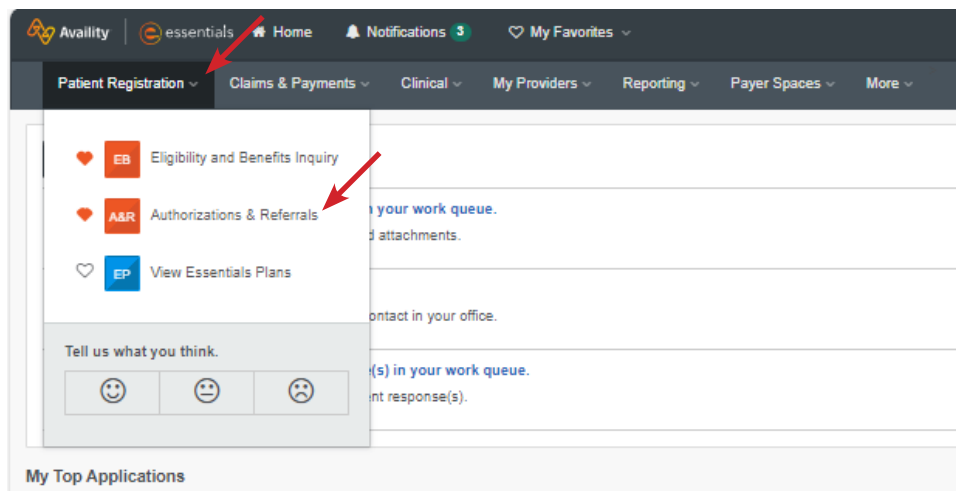 Availity essentials Home Notifications 3 My Favorites
Patient Registration Claims & Payments Clinical My Providers Reporting Payer Spaces More
EB Eligibility and Benefits Inquiry
A&R Authorizations & Referrals
your work queue.
attachments.
EP View Essentials Plans
ontact in your office.
Tell us what you think.
(s) in your work queue.
nt response(s).
My Top Applications